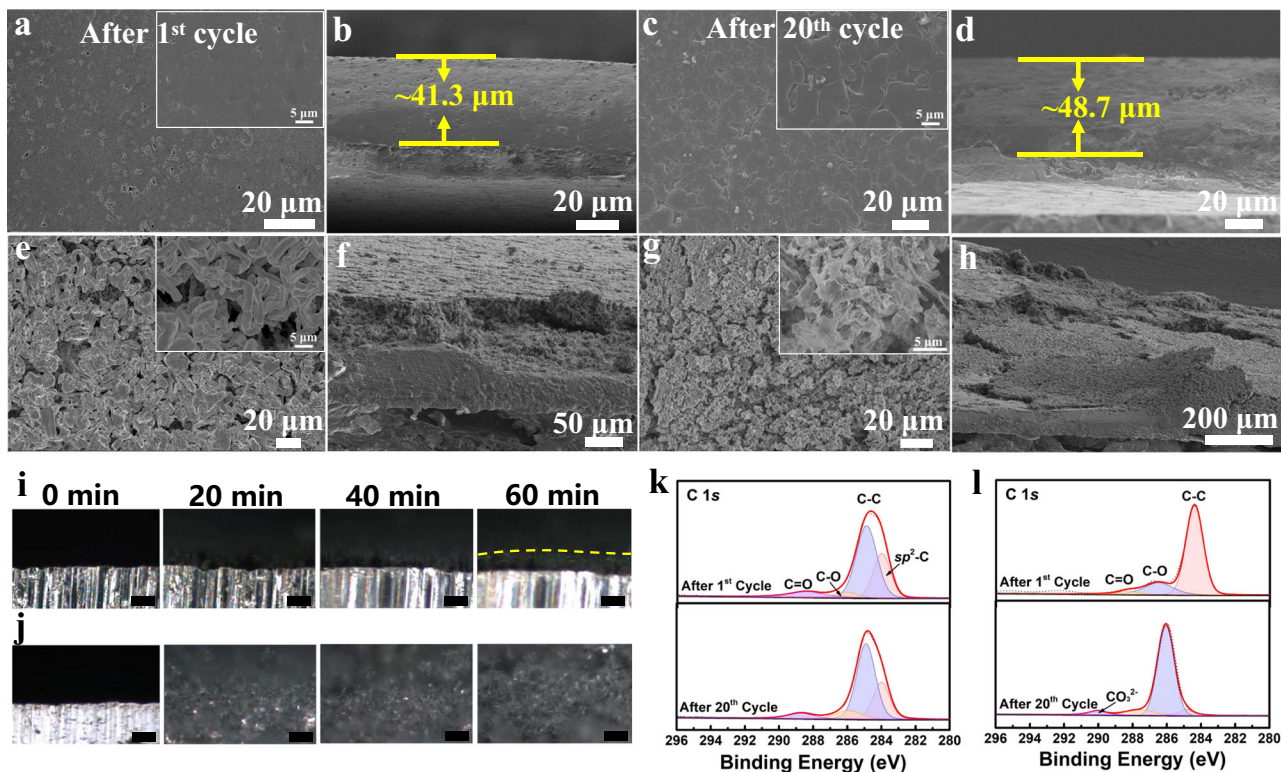 a After 1st cycle
5 µm
20 µm
b
~41.3 µm
20 µm
c After 20th cycle
5 µm
20 µm
d
~48.7 µm
20 µm
e
5 µm
20 µm
f
50 µm
g
5 µm
20 µm
h
200 µm
i
0 min 20 min 40 min 60 min
j
k
C 1s
C-C
sp2-C
C=O C-O
After 1st Cycle
After 20th Cycle
296 294 292 290 288 286 284 282 280
Binding Energy (eV)
l
C 1s
C-C
C=O C-O
After 1st Cycle
CO32-
After 20th Cycle
296 294 292 290 288 286 284 282 280
Binding Energy (eV)